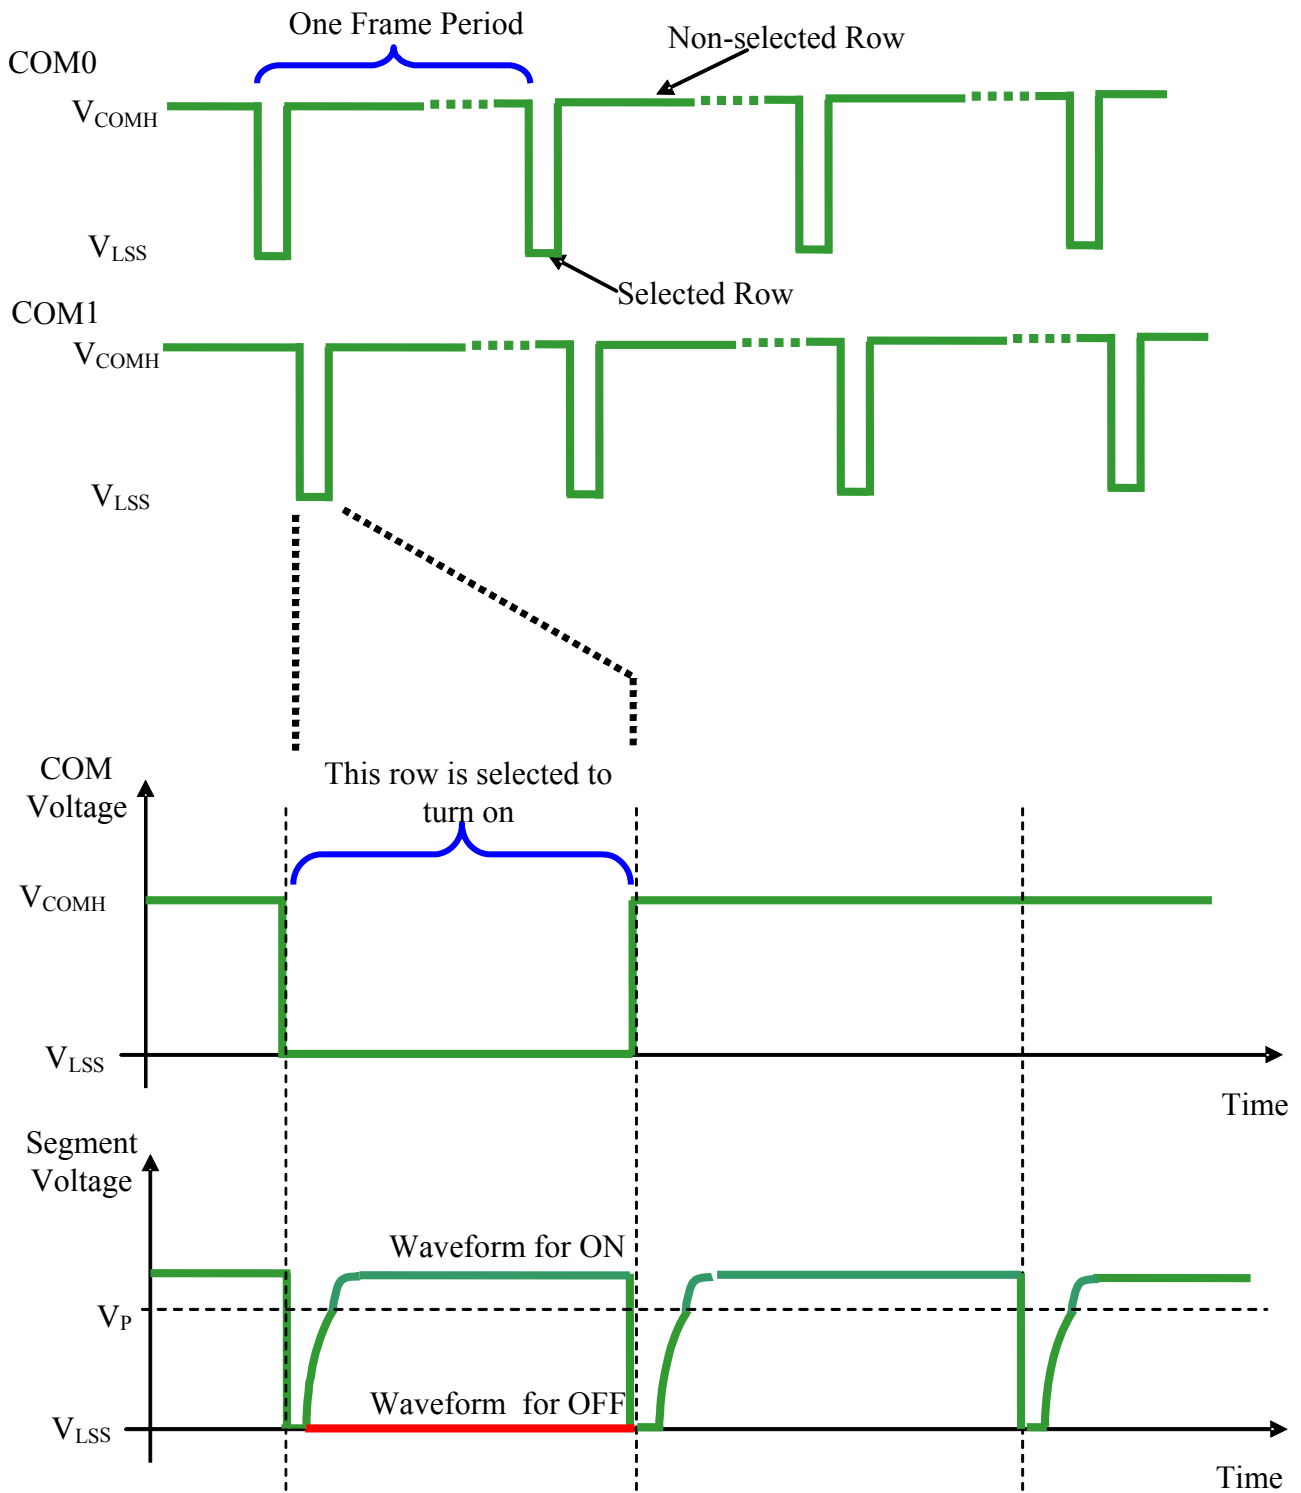 One Frame Period
Non-selected Row
COM0
VCOMH
VLSS
Selected Row
COM1
VCOMH
VLSS
COM
Voltage
This row is selected to
turn on
VCOMH
VLSS
Time
Segment
Voltage
Waveform for ON
VP
Waveform for OFF
VLSS
Time